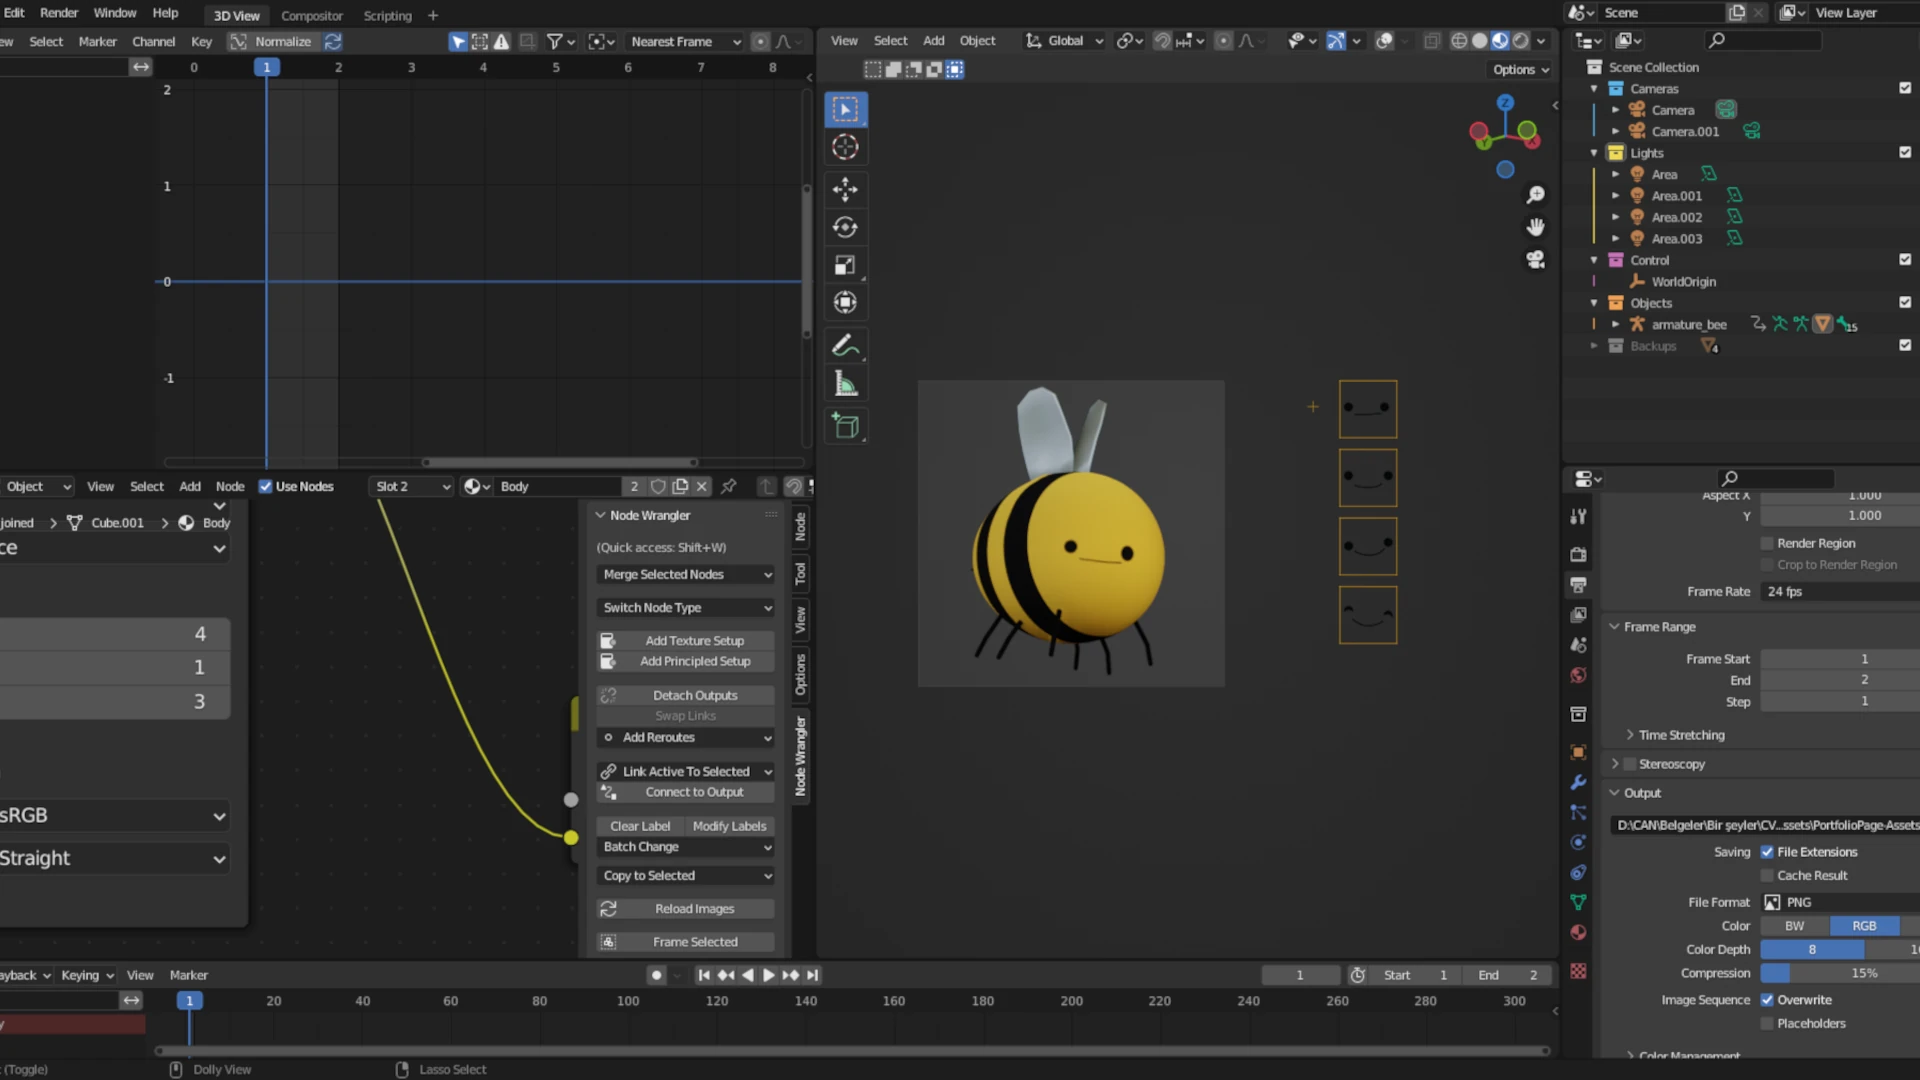 Edit Render Window Help 3D View Compositor Scripting +
Scene View Layer
ew Select Marker Channel Key Normalize Nearest Frame
View Select Add Object Global
Options
0 1 2 3 4 5 6 7 8
2
1
0
-1
Z
Y
X
Scene Collection
Cameras
Camera
Camera.001
Lights
Area
Area.001
Area.002
Area.003
Control
WorldOrigin
Objects
armature_bee 15
Backups 4
Object View Select Add Node Use Nodes Slot 2 Body 2
joined > Cube.001 > Body
ce
4
1
3
sRGB
Straight
Node Wrangler
(Quick access: Shift+W)
Merge Selected Nodes
Switch Node Type
Add Texture Setup
Add Principled Setup
Detach Outputs
Swap Links
Add Reroutes
Link Active To Selected
Connect to Output
Clear Label Modify Labels
Batch Change
Copy to Selected
Reload Images
Frame Selected
Node
Tool
View
Options
Node Wrangler
Aspect X 1.000
Y 1.000
Render Region
Crop to Render Region
Frame Rate 24 fps
Frame Range
Frame Start 1
End 2
Step 1
Time Stretching
Stereoscopy
Output
D:\CAN\Belgeler\Bir şeyler\CV...ssets\PortfolioPage-Assets
Saving File Extensions
Cache Result
File Format PNG
Color BW RGB
Color Depth 8 1
Compression 15%
Image Sequence Overwrite
Placeholders
Color Management
ayback Keying View Marker
1 Start 1 End 2
1 20 40 60 80 100 120 140 160 180 200 220 240 260 280 300
y
(Toggle) Dolly View Lasso Select